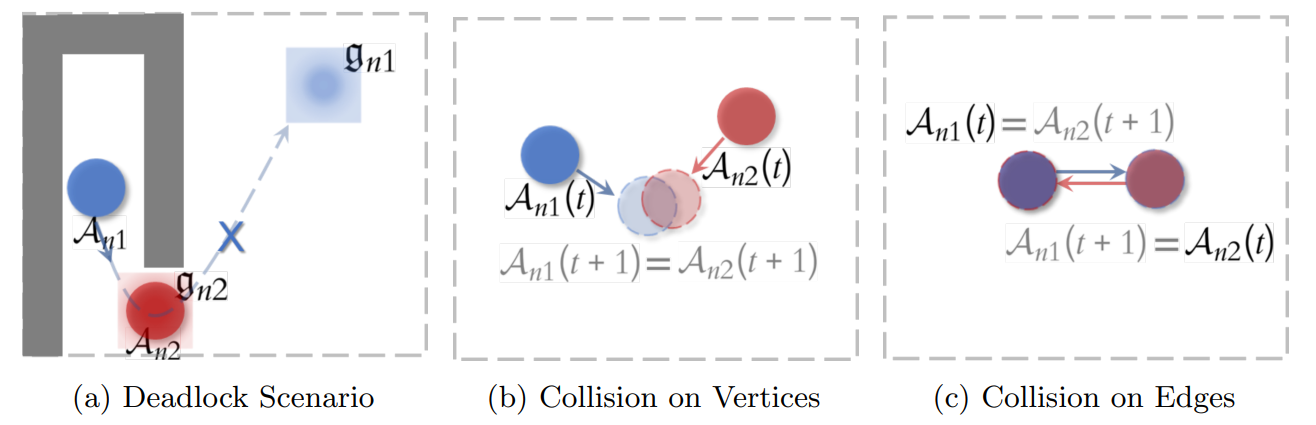 𝔤n1
𝒜n1
X
𝔤n2
𝒜n2
(a) Deadlock Scenario
𝒜n1(t)
𝒜n2(t)
𝒜n1(t + 1) = 𝒜n2(t + 1)
(b) Collision on Vertices
𝒜n1(t) = 𝒜n2(t + 1)
𝒜n1(t + 1) = 𝒜n2(t)
(c) Collision on Edges